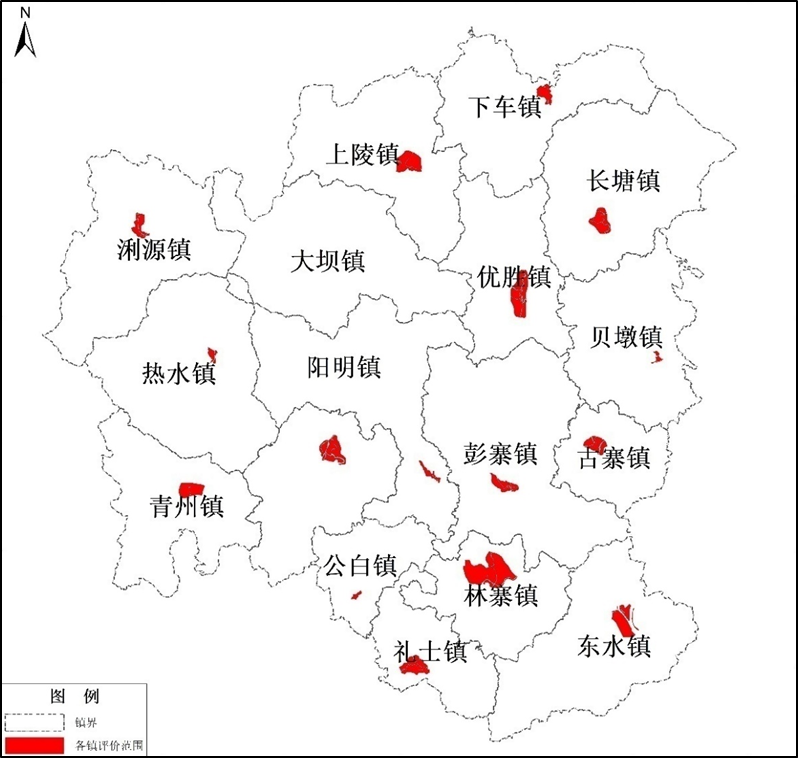 N
下车镇
上陵镇
长塘镇
浰源镇
大坝镇
优胜镇
贝墩镇
热水镇
阳明镇
彭寨镇
古寨镇
青州镇
公白镇
林寨镇
礼士镇
东水镇
图 例
镇界
各镇评价范围